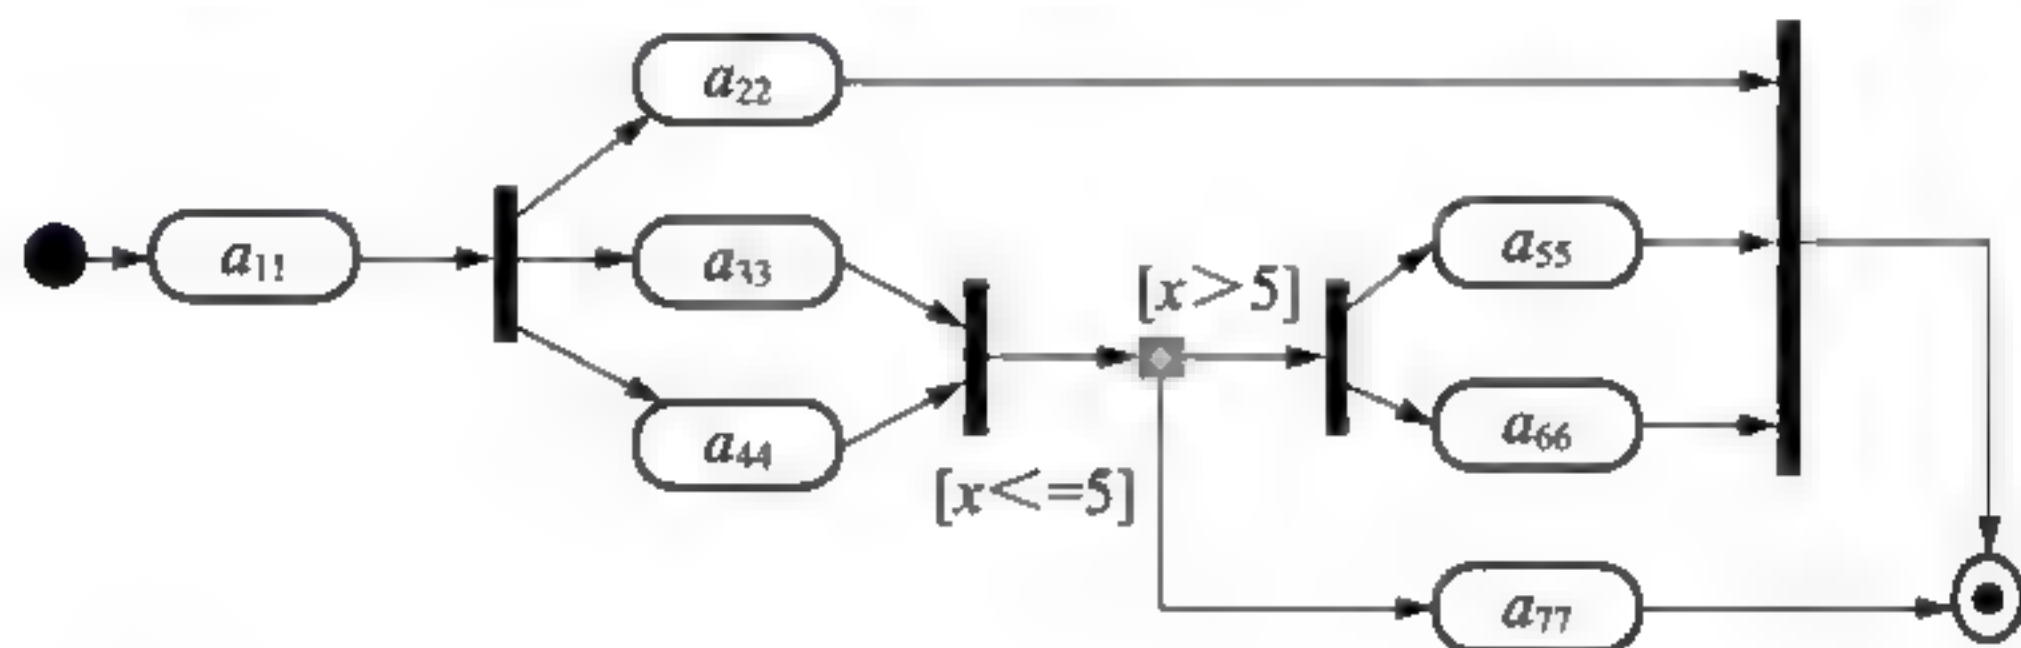 a₂₂
a₁₁
a₃₃
a₅₅
[x>5]
a₄₄
a₆₆
[x<=5]
a₇₇